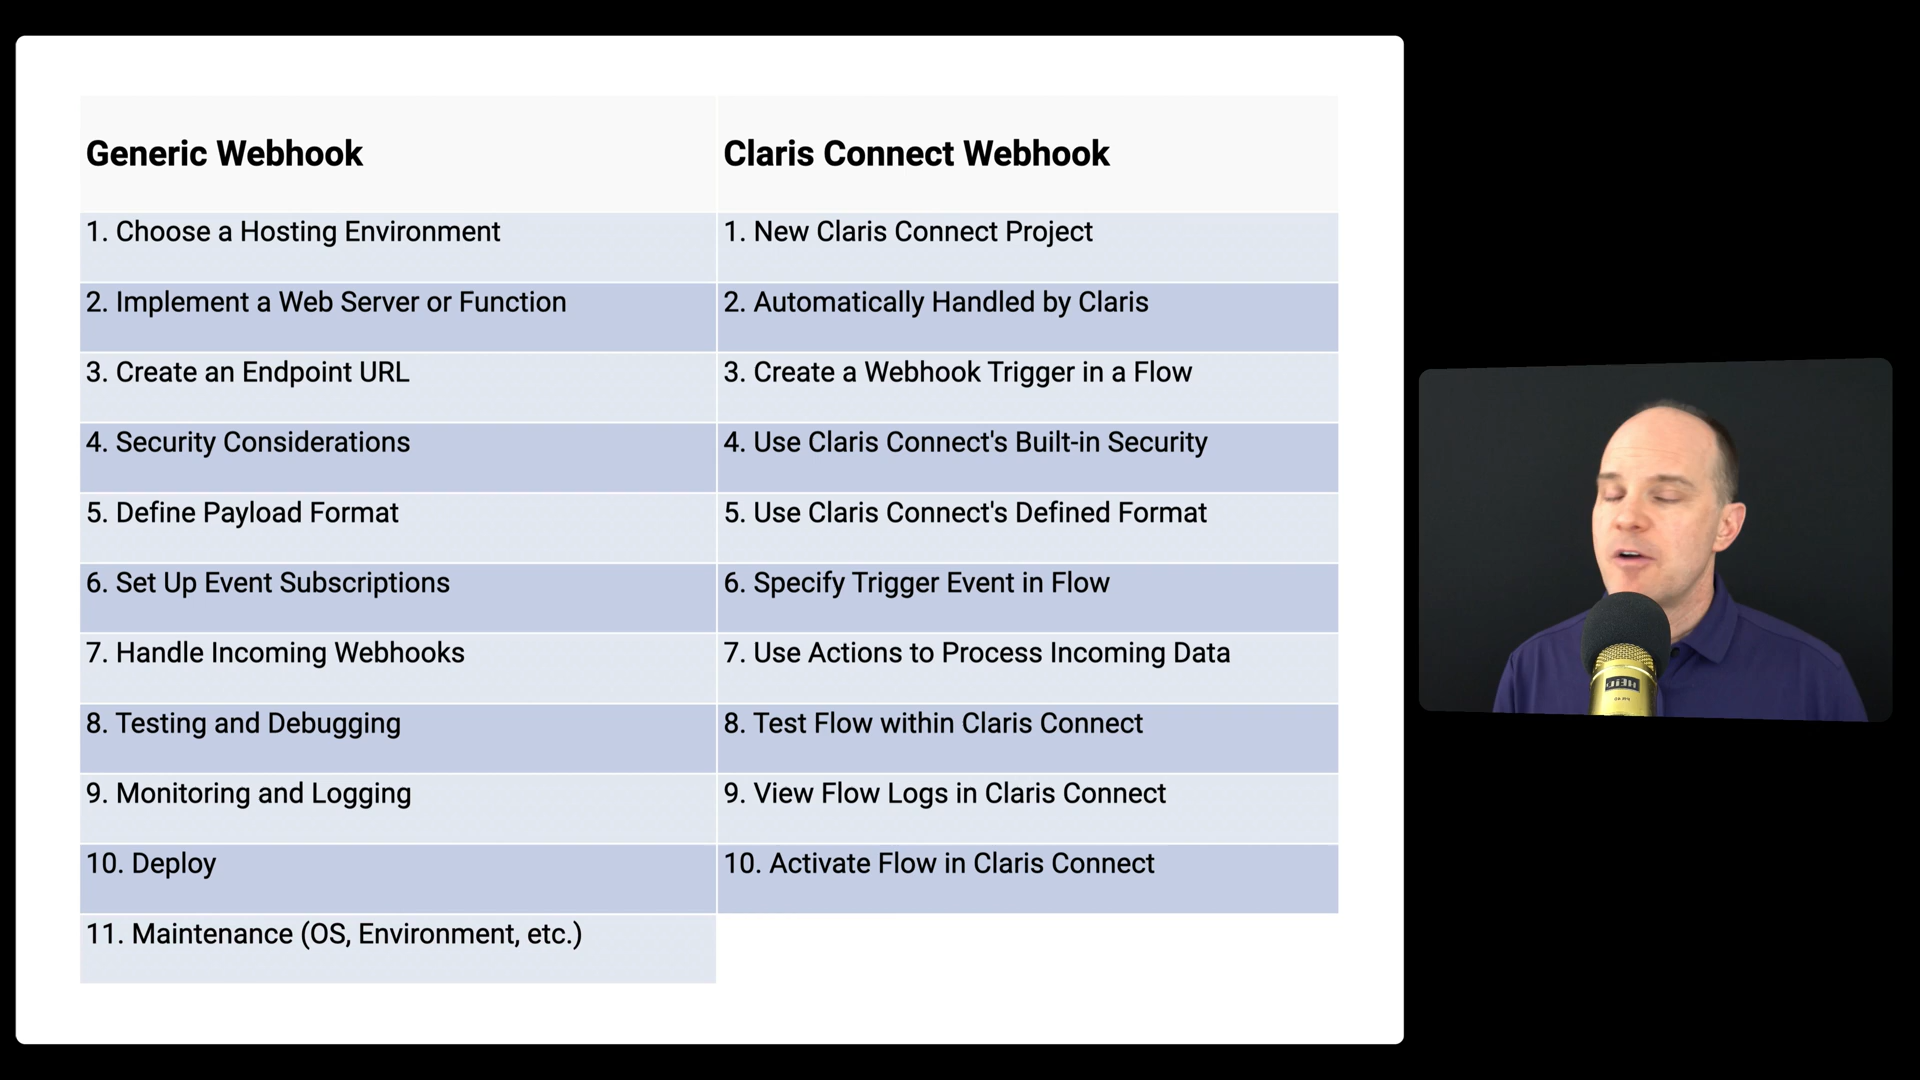 Generic Webhook
Claris Connect Webhook
1. Choose a Hosting Environment
1. New Claris Connect Project
2. Implement a Web Server or Function
2. Automatically Handled by Claris
3. Create an Endpoint URL
3. Create a Webhook Trigger in a Flow
4. Security Considerations
4. Use Claris Connect's Built-in Security
5. Define Payload Format
5. Use Claris Connect's Defined Format
6. Set Up Event Subscriptions
6. Specify Trigger Event in Flow
7. Handle Incoming Webhooks
7. Use Actions to Process Incoming Data
8. Testing and Debugging
8. Test Flow within Claris Connect
9. Monitoring and Logging
9. View Flow Logs in Claris Connect
10. Deploy
10. Activate Flow in Claris Connect
11. Maintenance (OS, Environment, etc.)